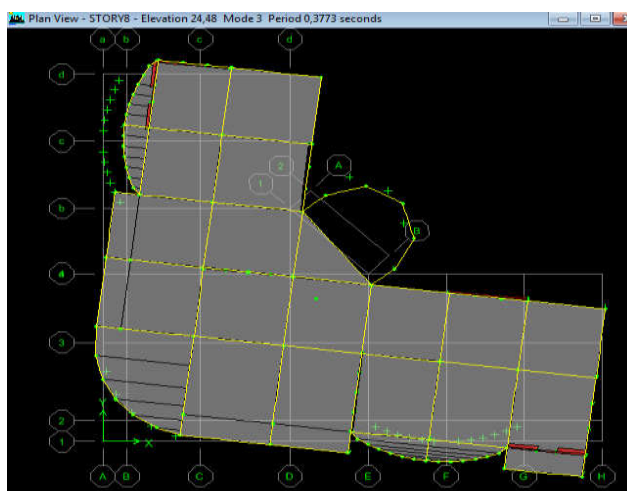 Plan View - STORY8 - Elevation 24,48 Mode 3 Period 0,3773 seconds
a b c d
d
c
2 A
1
b
B
4
3
2
1
Y
X
A B C D E F G H